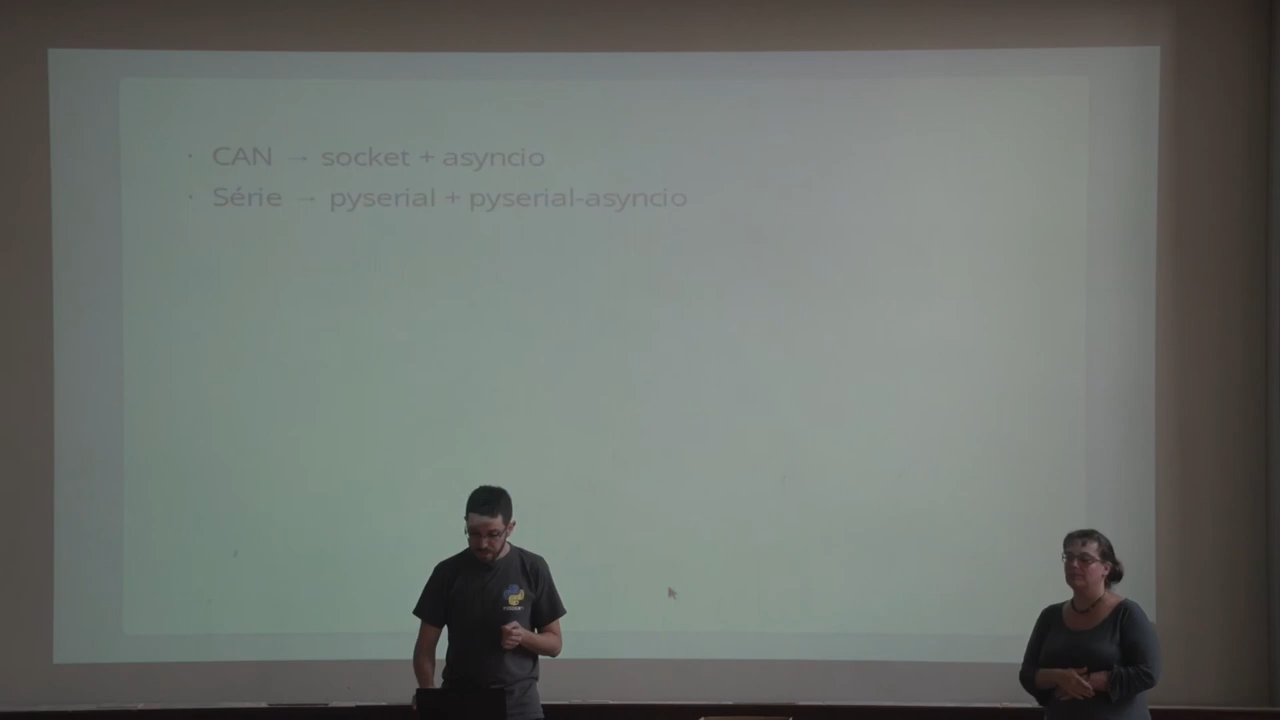 · CAN → socket + asyncio
· Série → pyserial + pyserial-asyncio